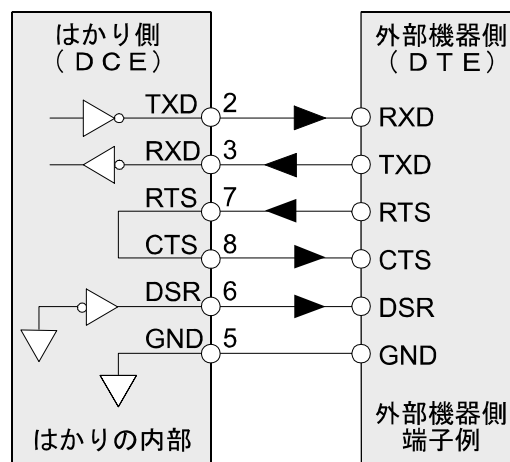 はかり側
(ＤＣＥ)
外部機器側
(ＤＴＥ)
TXD 2 RXD
RXD 3 TXD
RTS 7 RTS
CTS 8 CTS
DSR 6 DSR
GND 5 GND
はかりの内部
外部機器側
端子例